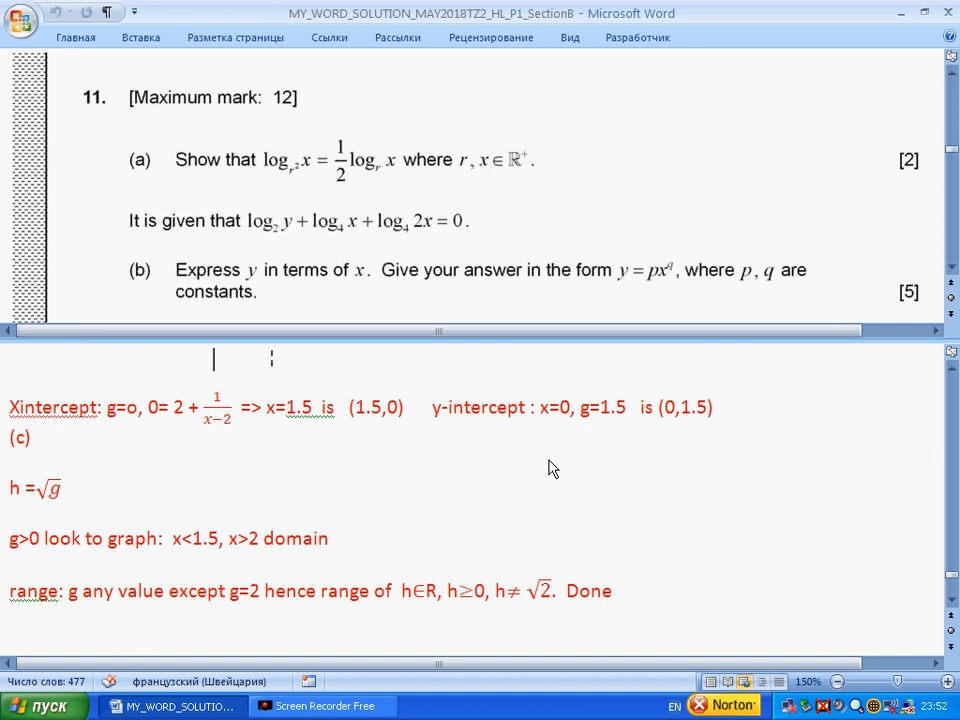 MY_WORD_SOLUTION_MAY2018TZ2_HL_P1_SectionB - Microsoft Word
Главная Вставка Разметка страницы Ссылки Рассылки Рецензирование Вид Разработчик
11. [Maximum mark: 12]
(a) Show that log_{r²} x = 1/2 log_r x where r, x ∈ ℝ⁺. [2]
It is given that log₂ y + log₄ x + log₄ 2x = 0.
(b) Express y in terms of x. Give your answer in the form y = px^q, where p, q are
constants. [5]
Xintercept: g=o, 0= 2 + 1/(x−2) => x=1.5 is (1.5,0) y-intercept : x=0, g=1.5 is (0,1.5)
(c)
h =√g
g>0 look to graph: x<1.5, x>2 domain
range: g any value except g=2 hence range of h∈R, h≥0, h≠ √2. Done
Число слов: 477 французский (Швейцария) 150%
пуск MY_WORD_SOLUTIO... Screen Recorder Free EN Norton 23:52